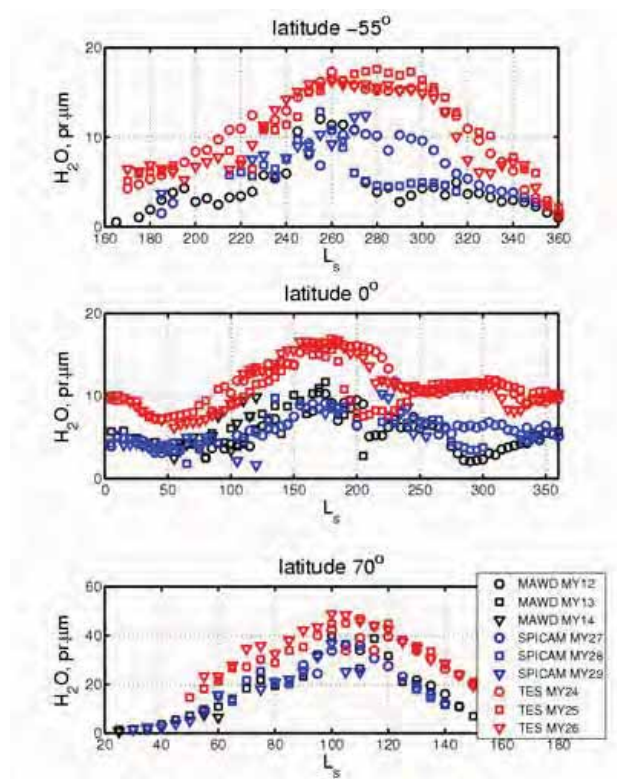 latitude −55°
20
10
0
H₂O, pr.µm
160 180 200 220 240 260 280 300 320 340 360
Lₛ
latitude 0°
20
10
0
H₂O, pr.µm
0 50 100 150 200 250 300 350
Lₛ
latitude 70°
60
40
20
0
H₂O, pr.µm
20 40 60 80 100 120 140 160 180
Lₛ
MAWD MY12
MAWD MY13
MAWD MY14
SPICAM MY27
SPICAM MY28
SPICAM MY29
TES MY24
TES MY25
TES MY26